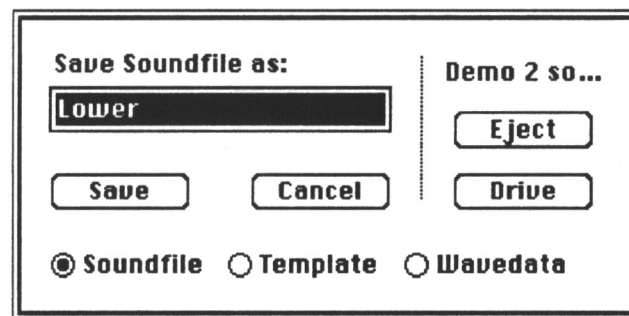 Save Soundfile as:
Lower
Save
Cancel
Demo 2 so...
Eject
Drive
Soundfile
Template
Wavedata